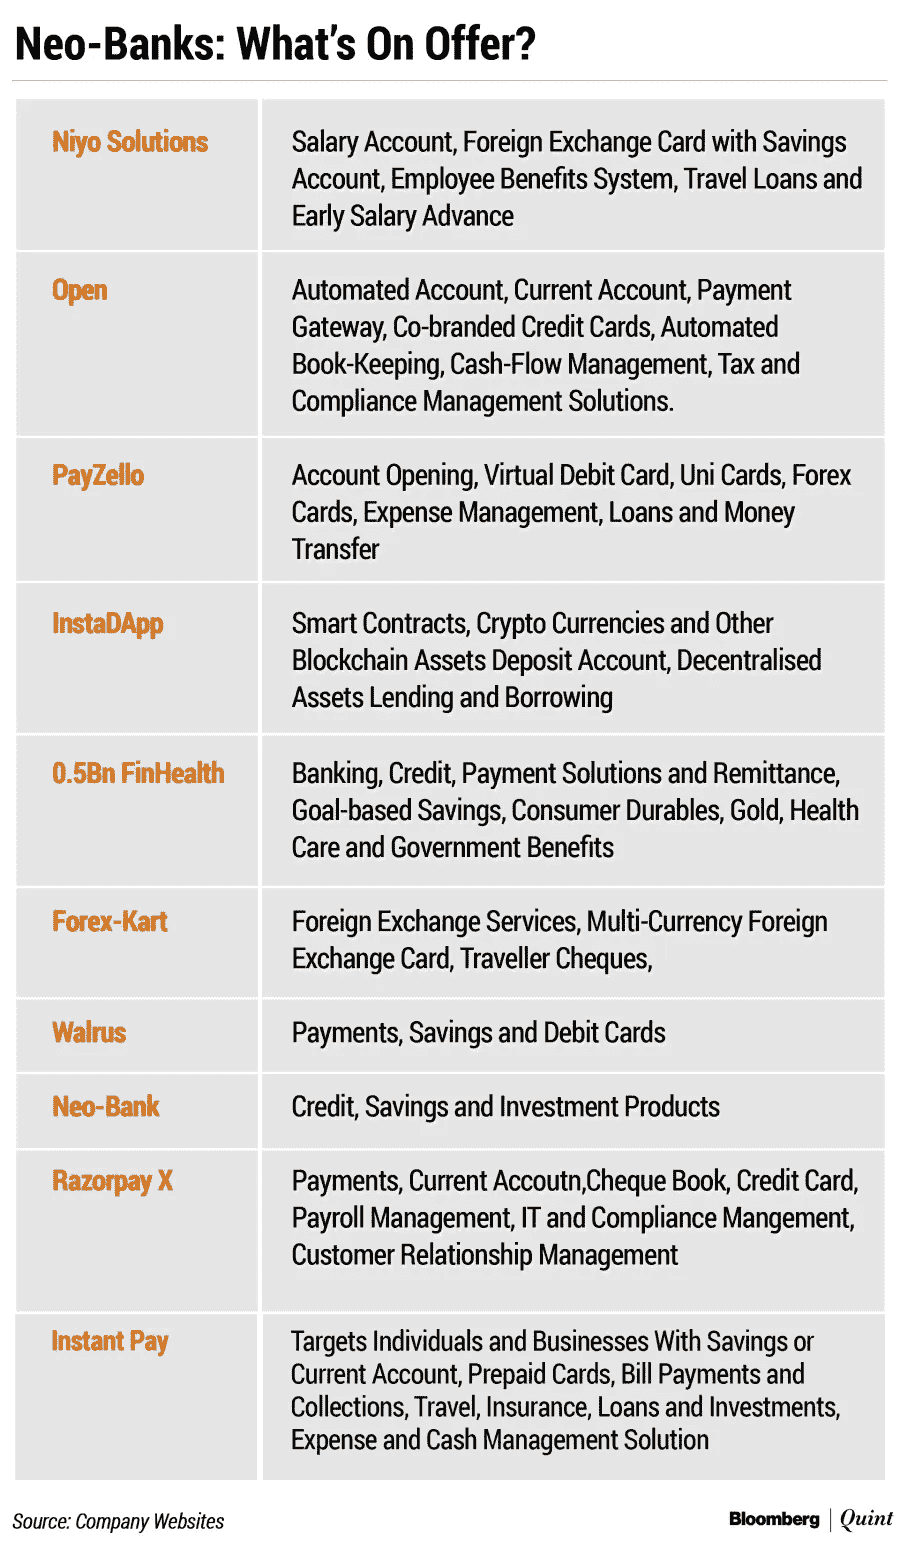 Neo-Banks: What's On Offer?
Niyo Solutions
Salary Account, Foreign Exchange Card with Savings
Account, Employee Benefits System, Travel Loans and
Early Salary Advance
Open
Automated Account, Current Account, Payment
Gateway, Co-branded Credit Cards, Automated
Book-Keeping, Cash-Flow Management, Tax and
Compliance Management Solutions.
PayZello
Account Opening, Virtual Debit Card, Uni Cards, Forex
Cards, Expense Management, Loans and Money
Transfer
InstaDApp
Smart Contracts, Crypto Currencies and Other
Blockchain Assets Deposit Account, Decentralised
Assets Lending and Borrowing
0.5Bn FinHealth
Banking, Credit, Payment Solutions and Remittance,
Goal-based Savings, Consumer Durables, Gold, Health
Care and Government Benefits
Forex-Kart
Foreign Exchange Services, Multi-Currency Foreign
Exchange Card, Traveller Cheques,
Walrus
Payments, Savings and Debit Cards
Neo-Bank
Credit, Savings and Investment Products
Razorpay X
Payments, Current Accoutn,Cheque Book, Credit Card,
Payroll Management, IT and Compliance Mangement,
Customer Relationship Management
Instant Pay
Targets Individuals and Businesses With Savings or
Current Account, Prepaid Cards, Bill Payments and
Collections, Travel, Insurance, Loans and Investments,
Expense and Cash Management Solution
Source: Company Websites
Bloomberg | Quint